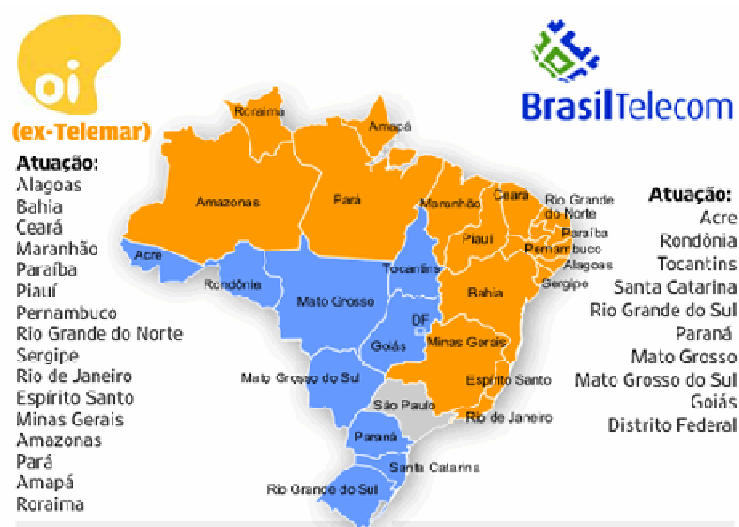 oi
(ex-Telemar)
Atuação:
Alagoas
Bahia
Ceará
Maranhão
Paraíba
Piauí
Pernambuco
Rio Grande do Norte
Sergipe
Rio de Janeiro
Espírito Santo
Minas Gerais
Amazonas
Pará
Amapá
Roraima
BrasilTelecom
Atuação:
Acre
Rondônia
Tocantins
Santa Catarina
Rio Grande do Sul
Paraná
Mato Grosso
Mato Grosso do Sul
Goiás
Distrito Federal
Roraima
Amapá
Amazonas
Pará
Maranhão
Ceará
Rio Grande
do Norte
Paraíba
Piauí
Pernambuco
Alagoas
Sergipe
Acre
Rondônia
Tocantins
Mato Grosso
Bahia
DF
Goiás
Minas Gerais
Mato Grosso do Sul
Espírito Santo
São Paulo
Rio de Janeiro
Paraná
Santa Catarina
Rio Grande do Sul